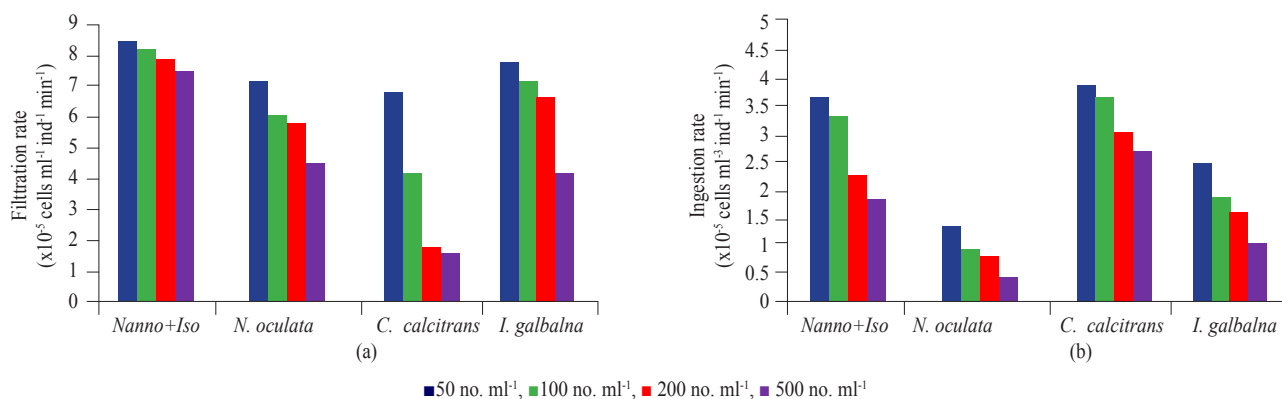 Filttration rate
(x10⁻⁵ cells ml⁻¹ ind⁻¹ min⁻¹)
9
8
7
6
5
4
3
2
1
0
Nanno+Iso N. oculata C. calcitrans I. galbalna
(a)
Ingestion rate
(x10⁻⁵ cells ml⁻³ ind⁻¹ min⁻¹)
5
4.5
4
3.5
3
2.5
2
1.5
1
0.5
0
Nanno+Iso N. oculata C. calcitrans I. galbalna
(b)
50 no. ml⁻¹, 100 no. ml⁻¹, 200 no. ml⁻¹, 500 no. ml⁻¹